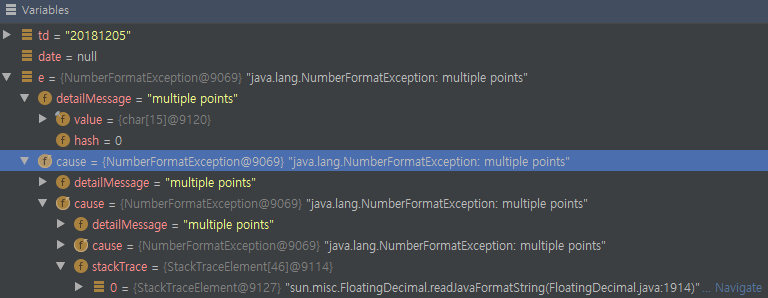 Variables
td = "20181205"
date = null
e = {NumberFormatException@9069} "java.lang.NumberFormatException: multiple points"
f detailMessage = "multiple points"
f value = {char[15]@9120}
f hash = 0
f cause = {NumberFormatException@9069} "java.lang.NumberFormatException: multiple points"
f detailMessage = "multiple points"
f cause = {NumberFormatException@9069} "java.lang.NumberFormatException: multiple points"
f detailMessage = "multiple points"
f cause = {NumberFormatException@9069} "java.lang.NumberFormatException: multiple points"
f stackTrace = {StackTraceElement[46]@9114}
0 = {StackTraceElement@9127} "sun.misc.FloatingDecimal.readJavaFormatString(FloatingDecimal.java:1914)"... Navigate